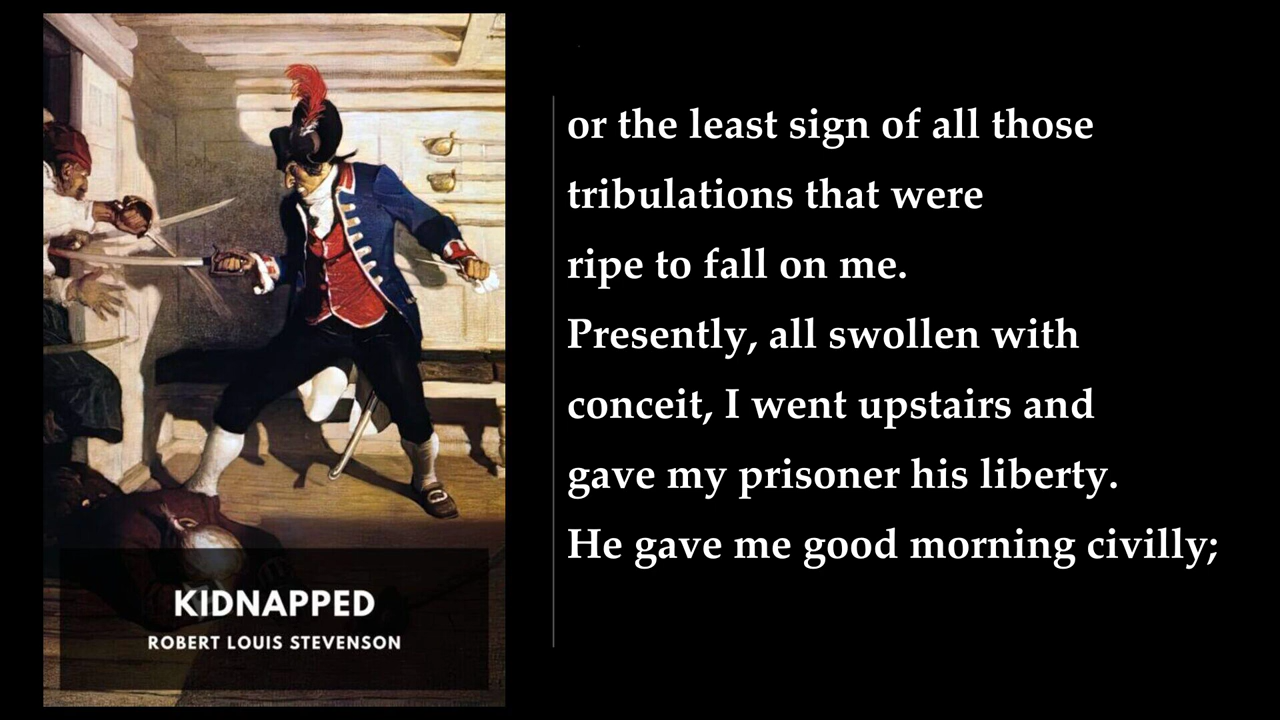 KIDNAPPED
ROBERT LOUIS STEVENSON
or the least sign of all those
tribulations that were
ripe to fall on me.
Presently, all swollen with
conceit, I went upstairs and
gave my prisoner his liberty.
He gave me good morning civilly;